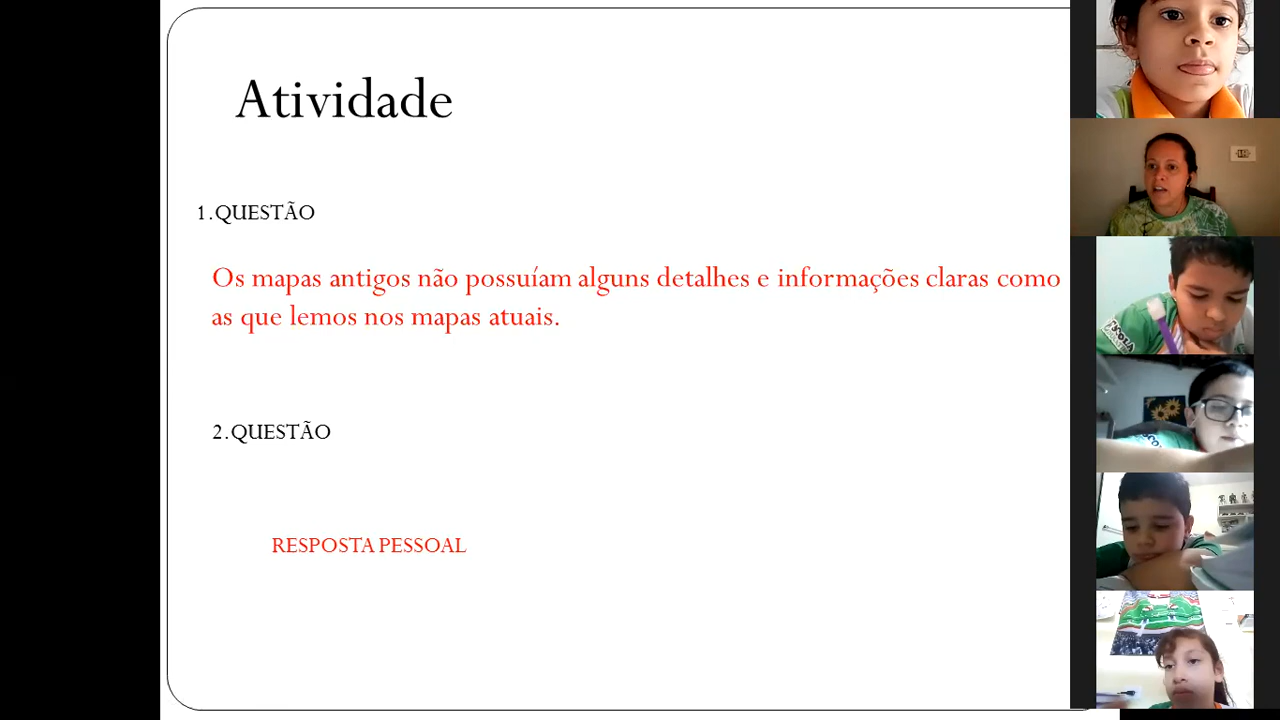 Atividade
1.QUESTÃO
Os mapas antigos não possuíam alguns detalhes e informações claras como
as que lemos nos mapas atuais.
2.QUESTÃO
RESPOSTA PESSOAL
ESCOLA